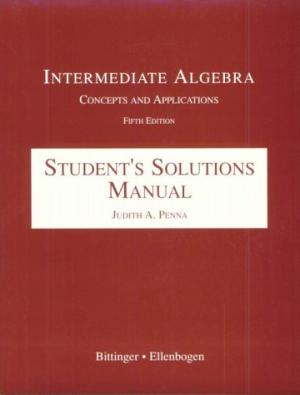 INTERMEDIATE ALGEBRA
CONCEPTS AND APPLICATIONS
FIFTH EDITION
STUDENT'S SOLUTIONS
MANUAL
JUDITH A. PENNA
Bittinger • Ellenbogen